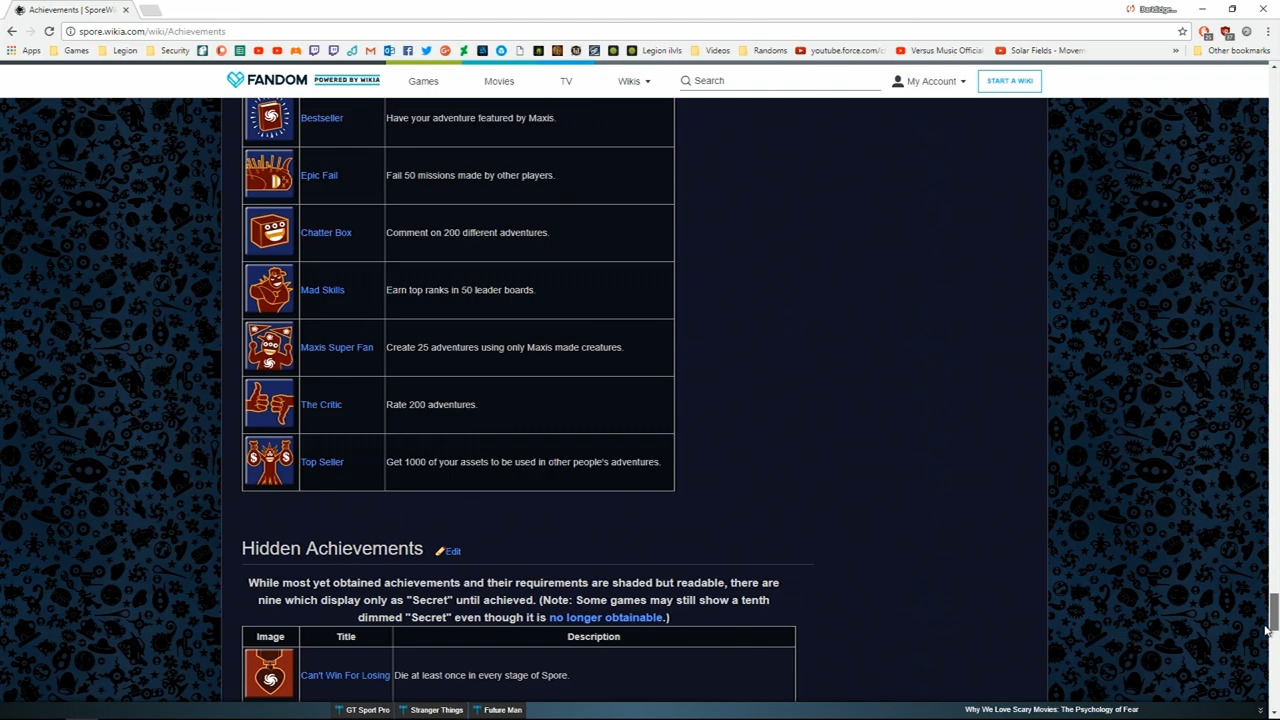 Achievements | SporeWi
spore.wikia.com/wiki/Achievements
Apps Games Legion Security Legion ilvls Videos Randoms youtube.force.com/c Versus Music Official Solar Fields - Movem » Other bookmarks
FANDOM POWERED BY WIKIA Games Movies TV Wikis Search My Account START A WIKI
Bestseller Have your adventure featured by Maxis.
Epic Fail Fail 50 missions made by other players.
Chatter Box Comment on 200 different adventures.
Mad Skills Earn top ranks in 50 leader boards.
Maxis Super Fan Create 25 adventures using only Maxis made creatures.
The Critic Rate 200 adventures.
Top Seller Get 1000 of your assets to be used in other people's adventures.
Hidden Achievements Edit
While most yet obtained achievements and their requirements are shaded but readable, there are
nine which display only as "Secret" until achieved. (Note: Some games may still show a tenth
dimmed "Secret" even though it is no longer obtainable.)
Image Title Description
Can't Win For Losing Die at least once in every stage of Spore.
GT Sport Pro Stranger Things Future Man Why We Love Scary Movies: The Psychology of Fear